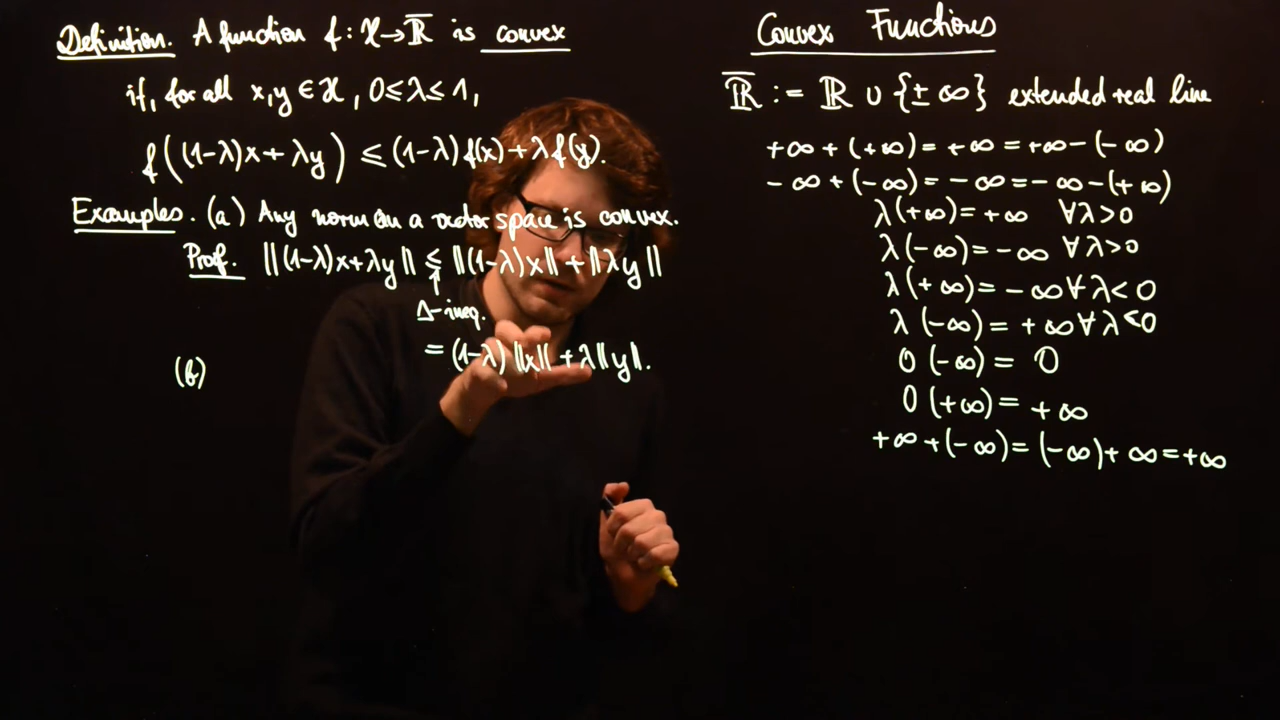 Definition. A function f : X → R̅ is convex
if, for all x, y ∈ X, 0 ≤ λ ≤ 1,
f((1-λ)x + λy) ≤ (1-λ)f(x) + λf(y).
Examples. (a) Any norm on a vector space is convex.
Proof. ||(1-λ)x+λy|| ≤ ||(1-λ)x|| + ||λy||
↑
Δ-ineq.
= (1-λ)||x|| + λ||y||.
(b)
Convex Functions
R̅ := R ∪ {±∞} extended real line
+∞ + (+∞) = +∞ = +∞ - (-∞)
-∞ + (-∞) = -∞ = -∞ - (+∞)
λ(+∞) = +∞ ∀λ>0
λ(-∞) = -∞ ∀λ>0
λ(+∞) = -∞ ∀λ<0
λ(-∞) = +∞ ∀λ<0
0(-∞) = 0
0(+∞) = +∞
+∞ + (-∞) = (-∞) + ∞ = +∞